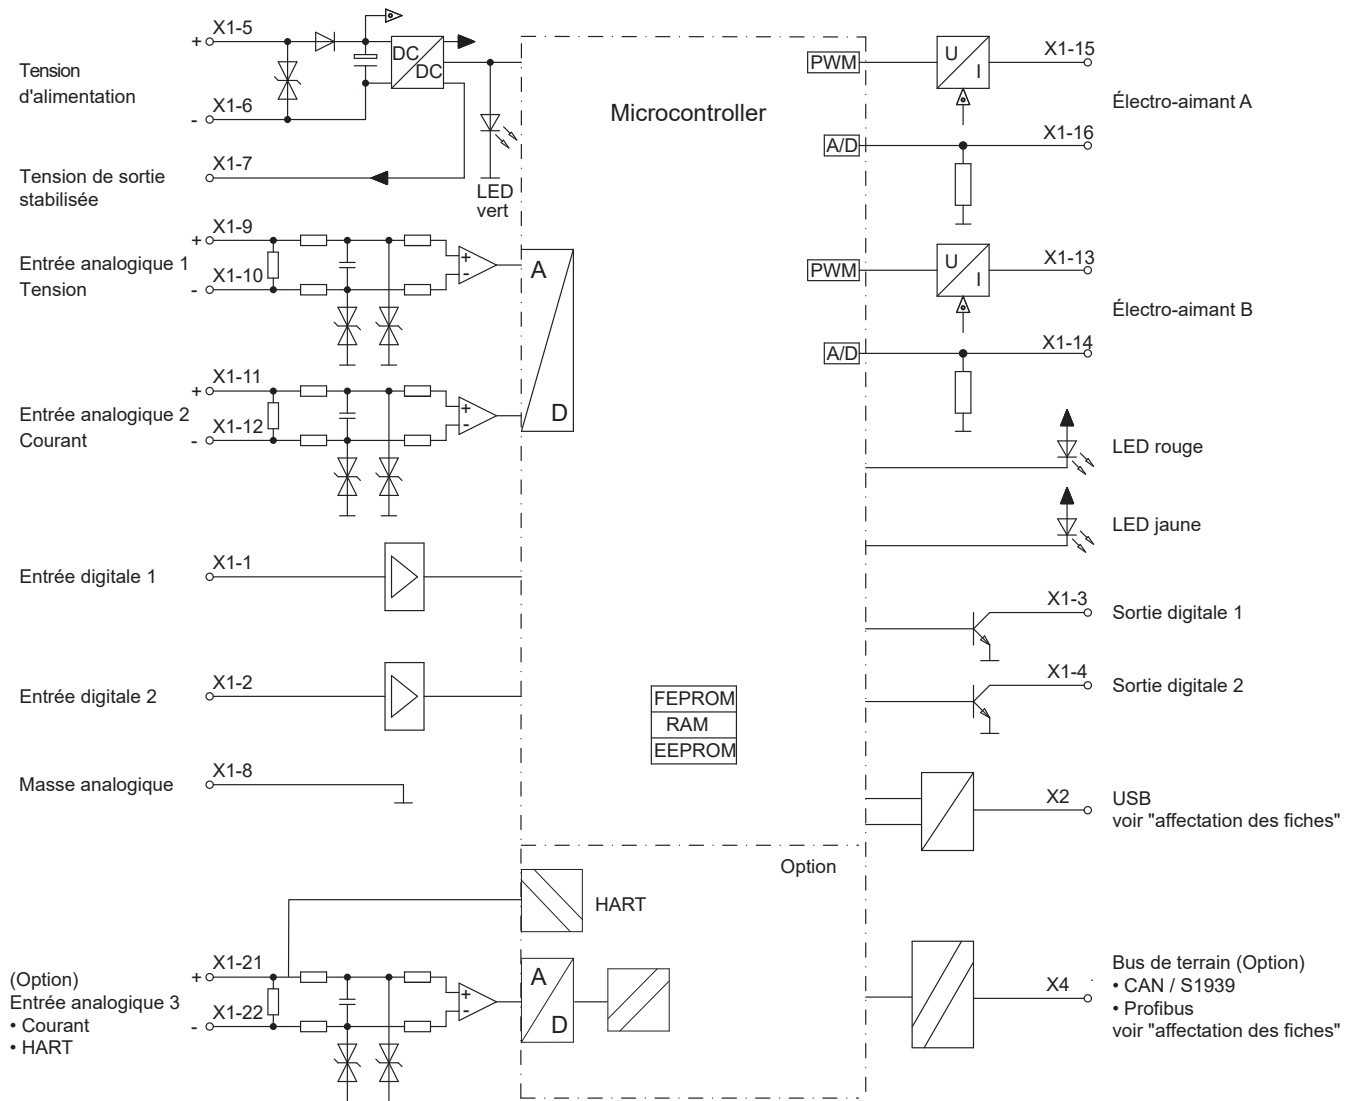 X1-5
+
Tension
d'alimentation
X1-6
-
DC
DC
X1-7
Tension de sortie
stabilisée
LED
vert
X1-9
+
Entrée analogique 1
Tension
X1-10
-
+
-
X1-11
+
Entrée analogique 2
Courant
X1-12
-
+
-
A
D
X1-1
Entrée digitale 1
X1-2
Entrée digitale 2
X1-8
Masse analogique
(Option)
Entrée analogique 3
• Courant
• HART
X1-21
+
X1-22
-
+
-
Microcontroller
FEPROM
RAM
EEPROM
Option
HART
A
D
PWM
U
I
X1-15
Électro-aimant A
A/D
X1-16
PWM
U
I
X1-13
Électro-aimant B
A/D
X1-14
LED rouge
LED jaune
X1-3
Sortie digitale 1
X1-4
Sortie digitale 2
X2
USB
voir "affectation des fiches"
X4
Bus de terrain (Option)
• CAN / S1939
• Profibus
voir "affectation des fiches"